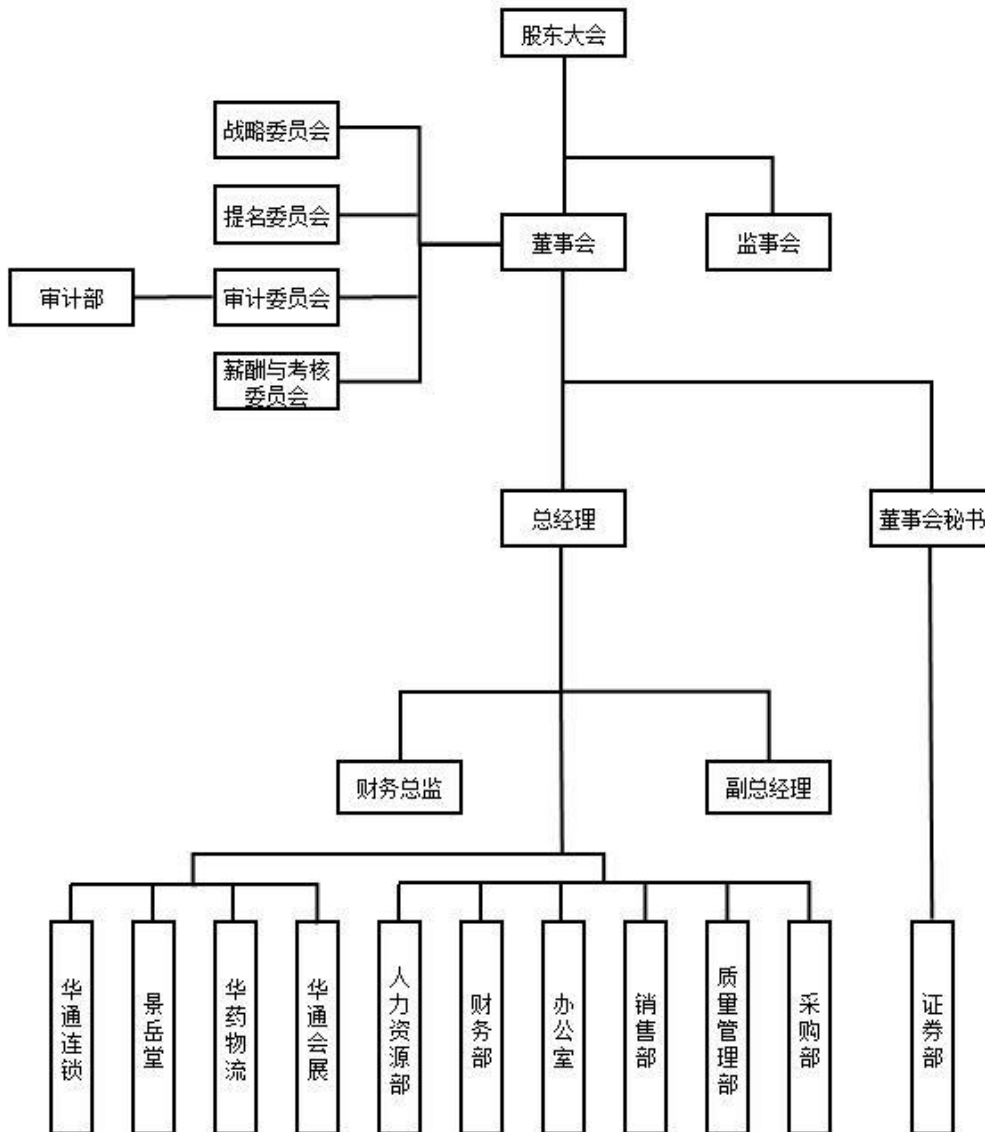 股东大会
战略委员会
提名委员会
董事会
监事会
审计部
审计委员会
薪酬与考核
委员会
总经理
董事会秘书
财务总监
副总经理
华通连锁
景岳堂
华药物流
华通会展
人力资源部
财务部
办公室
销售部
质量管理部
采购部
证券部